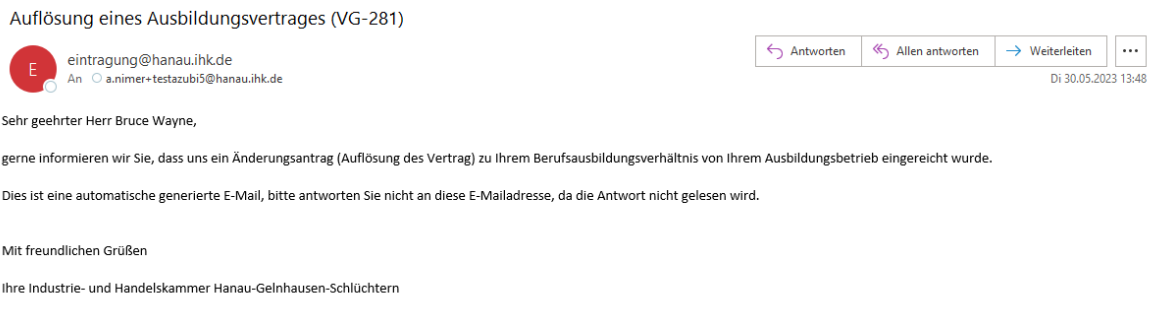 Auflösung eines Ausbildungsvertrages (VG-281)
E
eintragung@hanau.ihk.de
An a.nimer+testazubi5@hanau.ihk.de
Antworten
Allen antworten
Weiterleiten
Di 30.05.2023 13:48
Sehr geehrter Herr Bruce Wayne,
gerne informieren wir Sie, dass uns ein Änderungsantrag (Auflösung des Vertrag) zu Ihrem Berufsausbildungsverhältnis von Ihrem Ausbildungsbetrieb eingereicht wurde.
Dies ist eine automatische generierte E-Mail, bitte antworten Sie nicht an diese E-Mailadresse, da die Antwort nicht gelesen wird.
Mit freundlichen Grüßen
Ihre Industrie- und Handelskammer Hanau-Gelnhausen-Schlüchtern